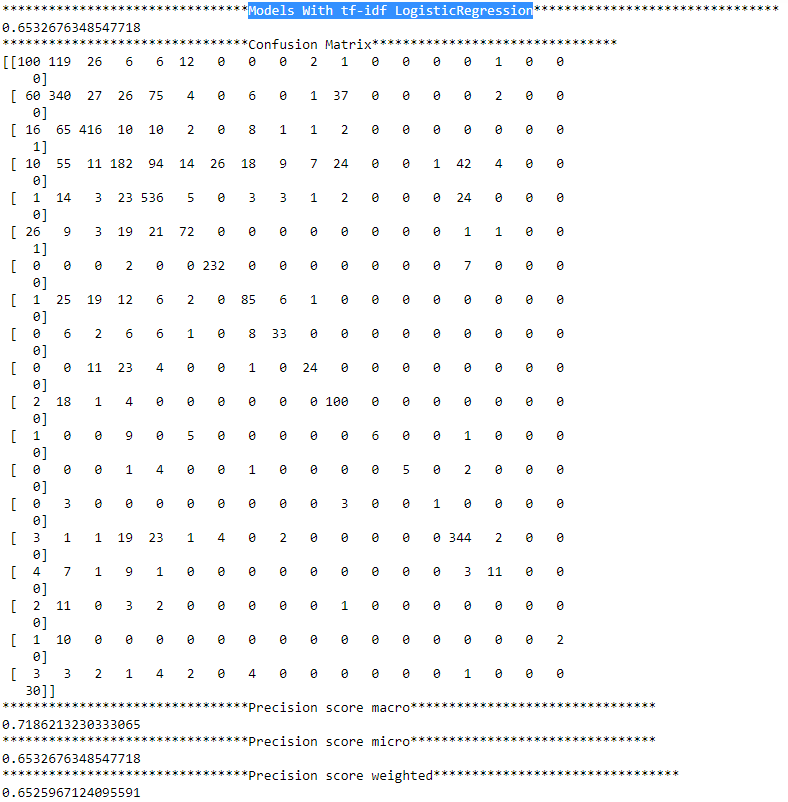 ********************************Models With tf-idf LogisticRegression********************************
0.6532676348547718
********************************Confusion Matrix********************************
[[100 119  26   6   6  12   0   0   0   2   1   0   0   0   0   1   0   0
    0]
 [ 60 340  27  26  75   4   0   6   0   1  37   0   0   0   0   2   0   0
    0]
 [ 16  65 416  10  10   2   0   8   1   1   2   0   0   0   0   0   0   0
    1]
 [ 10  55  11 182  94  14  26  18   9   7  24   0   0   1  42   4   0   0
    0]
 [  1  14   3  23 536   5   0   3   3   1   2   0   0   0  24   0   0   0
    0]
 [ 26   9   3  19  21  72   0   0   0   0   0   0   0   0   1   1   0   0
    1]
 [  0   0   0   2   0   0 232   0   0   0   0   0   0   0   7   0   0   0
    0]
 [  1  25  19  12   6   2   0  85   6   1   0   0   0   0   0   0   0   0
    0]
 [  0   6   2   6   6   1   0   8  33   0   0   0   0   0   0   0   0   0
    0]
 [  0   0  11  23   4   0   0   1   0  24   0   0   0   0   0   0   0   0
    0]
 [  2  18   1   4   0   0   0   0   0   0 100   0   0   0   0   0   0   0
    0]
 [  1   0   0   9   0   5   0   0   0   0   0   6   0   0   1   0   0   0
    0]
 [  0   0   0   1   4   0   0   1   0   0   0   0   5   0   2   0   0   0
    0]
 [  0   3   0   0   0   0   0   0   0   0   3   0   0   1   0   0   0   0
    0]
 [  3   1   1  19  23   1   4   0   2   0   0   0   0   0 344   2   0   0
    0]
 [  4   7   1   9   1   0   0   0   0   0   0   0   0   0   3  11   0   0
    0]
 [  2  11   0   3   2   0   0   0   0   0   1   0   0   0   0   0   0   0
    0]
 [  1  10   0   0   0   0   0   0   0   0   0   0   0   0   0   0   0   2
    0]
 [  3   3   2   1   4   2   0   4   0   0   0   0   0   0   1   0   0   0
   30]]
********************************Precision score macro********************************
0.7186213230333065
********************************Precision score micro********************************
0.6532676348547718
********************************Precision score weighted********************************
0.6525967124095591